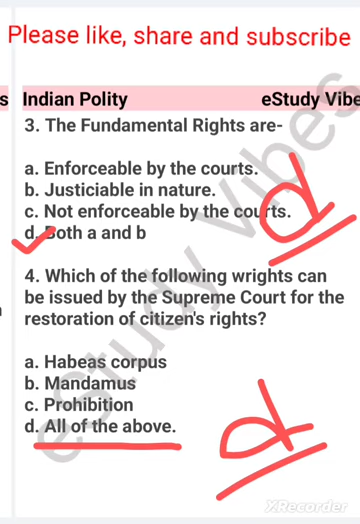 Please like, share and subscribe
s Indian Polity eStudy Vibe
3. The Fundamental Rights are-
a. Enforceable by the courts.
b. Justiciable in nature.
c. Not enforceable by the courts.
d. Both a and b
d
4. Which of the following wrights can
be issued by the Supreme Court for the
restoration of citizen's rights?
a. Habeas corpus
b. Mandamus
c. Prohibition
d. All of the above.
d
eStudy Vibes
XRecorder